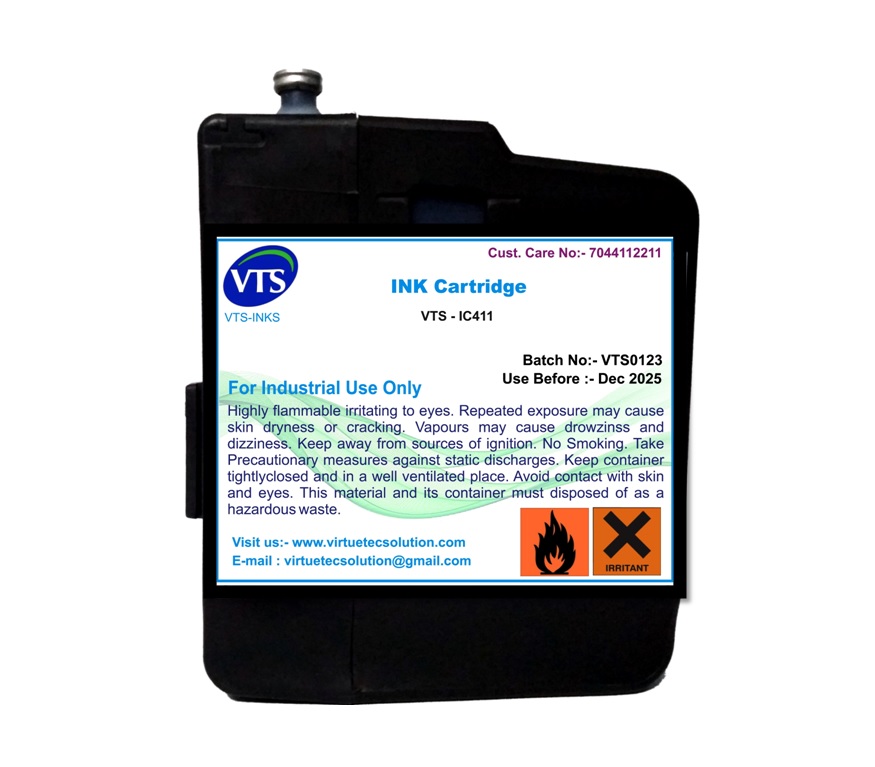 Cust. Care No:- 7044112211
VTS
VTS-INKS
INK Cartridge
VTS - IC411
Batch No:- VTS0123
Use Before :- Dec 2025
For Industrial Use Only
Highly flammable irritating to eyes. Repeated exposure may cause
skin dryness or cracking. Vapours may cause drowzinss and
dizziness. Keep away from sources of ignition. No Smoking. Take
Precautionary measures against static discharges. Keep container
tightlyclosed and in a well ventilated place. Avoid contact with skin
and eyes. This material and its container must disposed of as a
hazardous waste.
Visit us:- www.virtuetecsolution.com
E-mail : virtuetecsolution@gmail.com
IRRITANT